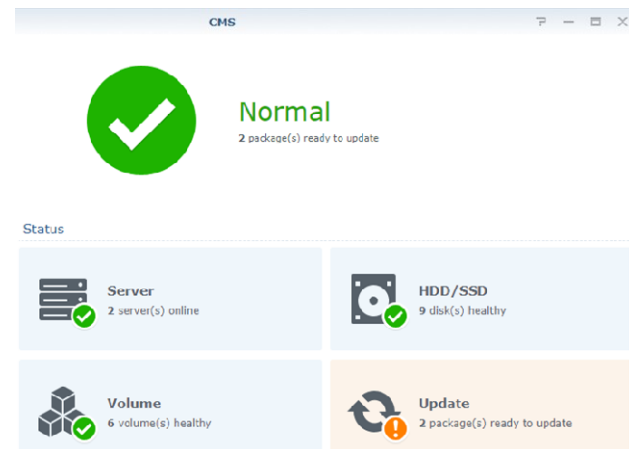 CMS
Normal
2 package(s) ready to update
Status
Server
2 server(s) online
HDD/SSD
9 disk(s) healthy
Volume
6 volume(s) healthy
Update
2 package(s) ready to update